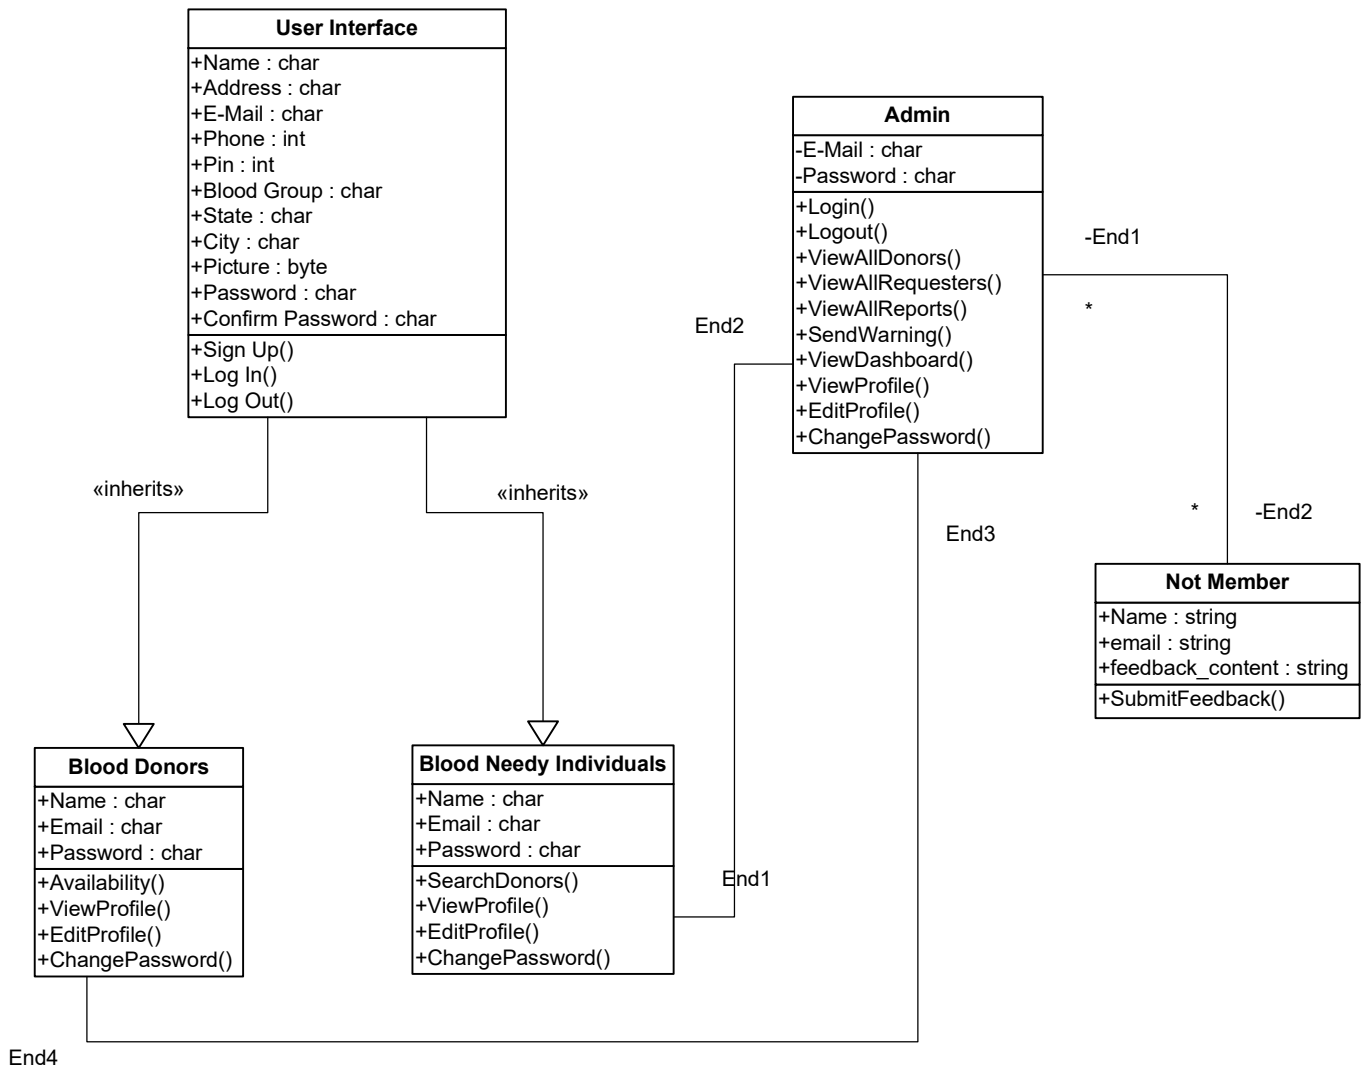 User Interface
+Name : char
+Address : char
+E-Mail : char
+Phone : int
+Pin : int
+Blood Group : char
+State : char
+City : char
+Picture : byte
+Password : char
+Confirm Password : char
+Sign Up()
+Log In()
+Log Out()
Admin
-E-Mail : char
-Password : char
+Login()
+Logout()
+ViewAllDonors()
+ViewAllRequesters()
+ViewAllReports()
+SendWarning()
+ViewDashboard()
+ViewProfile()
+EditProfile()
+ChangePassword()
-End1
*
End2
«inherits»
«inherits»
End3
*
-End2
Not Member
+Name : string
+email : string
+feedback_content : string
+SubmitFeedback()
Blood Donors
+Name : char
+Email : char
+Password : char
+Availability()
+ViewProfile()
+EditProfile()
+ChangePassword()
Blood Needy Individuals
+Name : char
+Email : char
+Password : char
+SearchDonors()
+ViewProfile()
+EditProfile()
+ChangePassword()
End1
End4